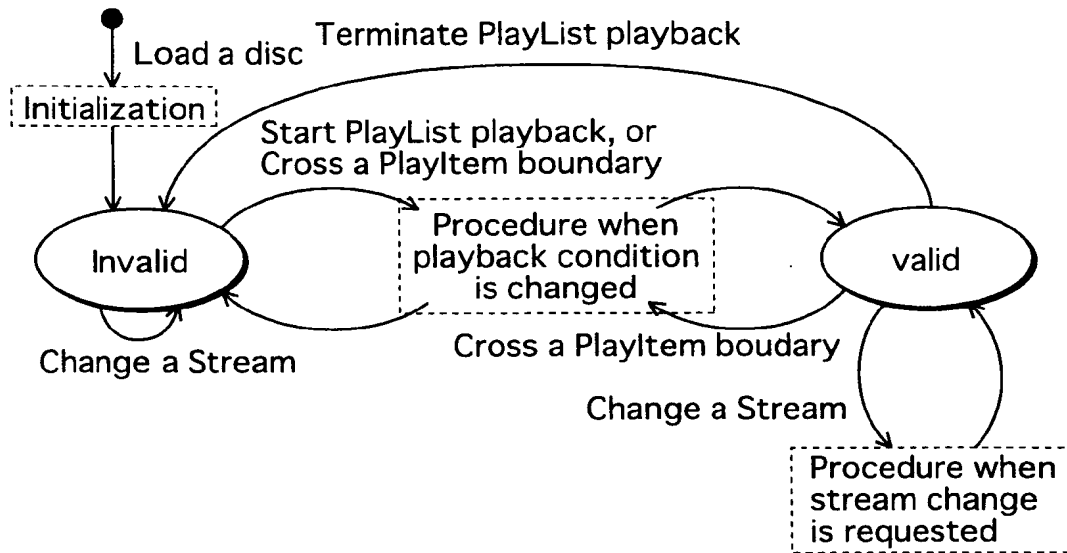 Terminate PlayList playback
Load a disc
Initialization
Start PlayList playback, or
Cross a PlayItem boundary
Procedure when
playback condition
is changed
Invalid
valid
Change a Stream
Cross a PlayItem boudary
Change a Stream
Procedure when
stream change
is requested